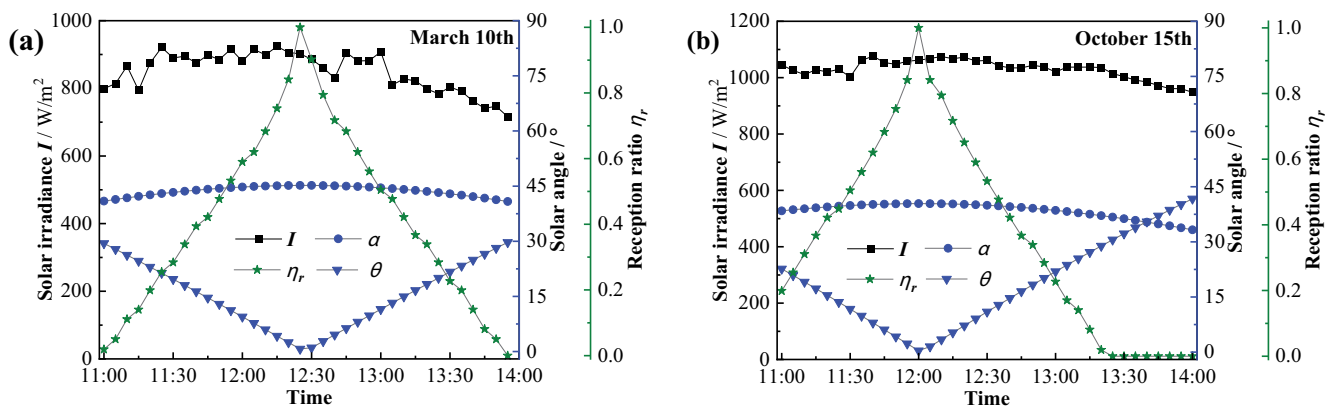 (a)
March 10th
1000
800
600
400
200
0
Solar irradiance I / W/m²
90
75
60
45
30
15
0
Solar angle / °
1.0
0.8
0.6
0.4
0.2
0.0
Reception ratio ηr
I
α
ηr
θ
11:00 11:30 12:00 12:30 13:00 13:30 14:00
Time
(b)
October 15th
1200
1000
800
600
400
200
0
Solar irradiance I / W/m²
90
75
60
45
30
15
0
Solar angle / °
1.0
0.8
0.6
0.4
0.2
0.0
Reception ratio ηr
I
α
ηr
θ
11:00 11:30 12:00 12:30 13:00 13:30 14:00
Time